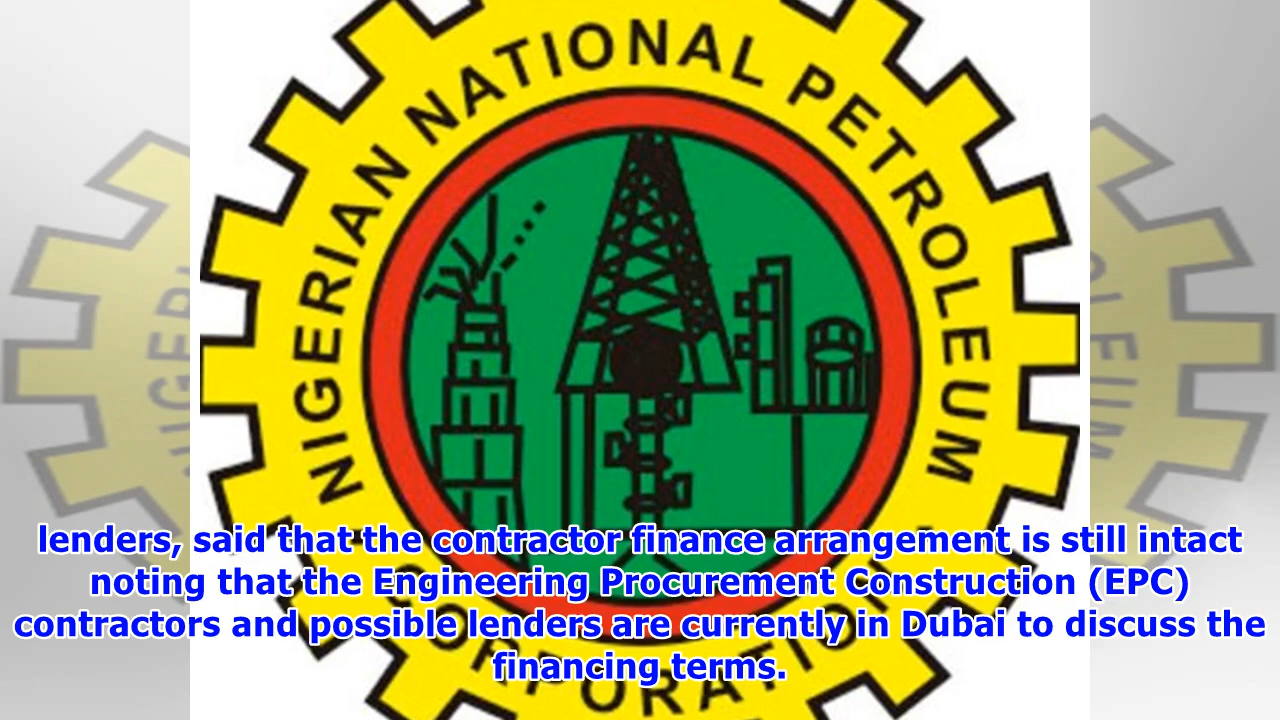 NIGERIAN NATIONAL PETROLEUM
CORPORATION
lenders, said that the contractor finance arrangement is still intact
noting that the Engineering Procurement Construction (EPC)
contractors and possible lenders are currently in Dubai to discuss the
financing terms.